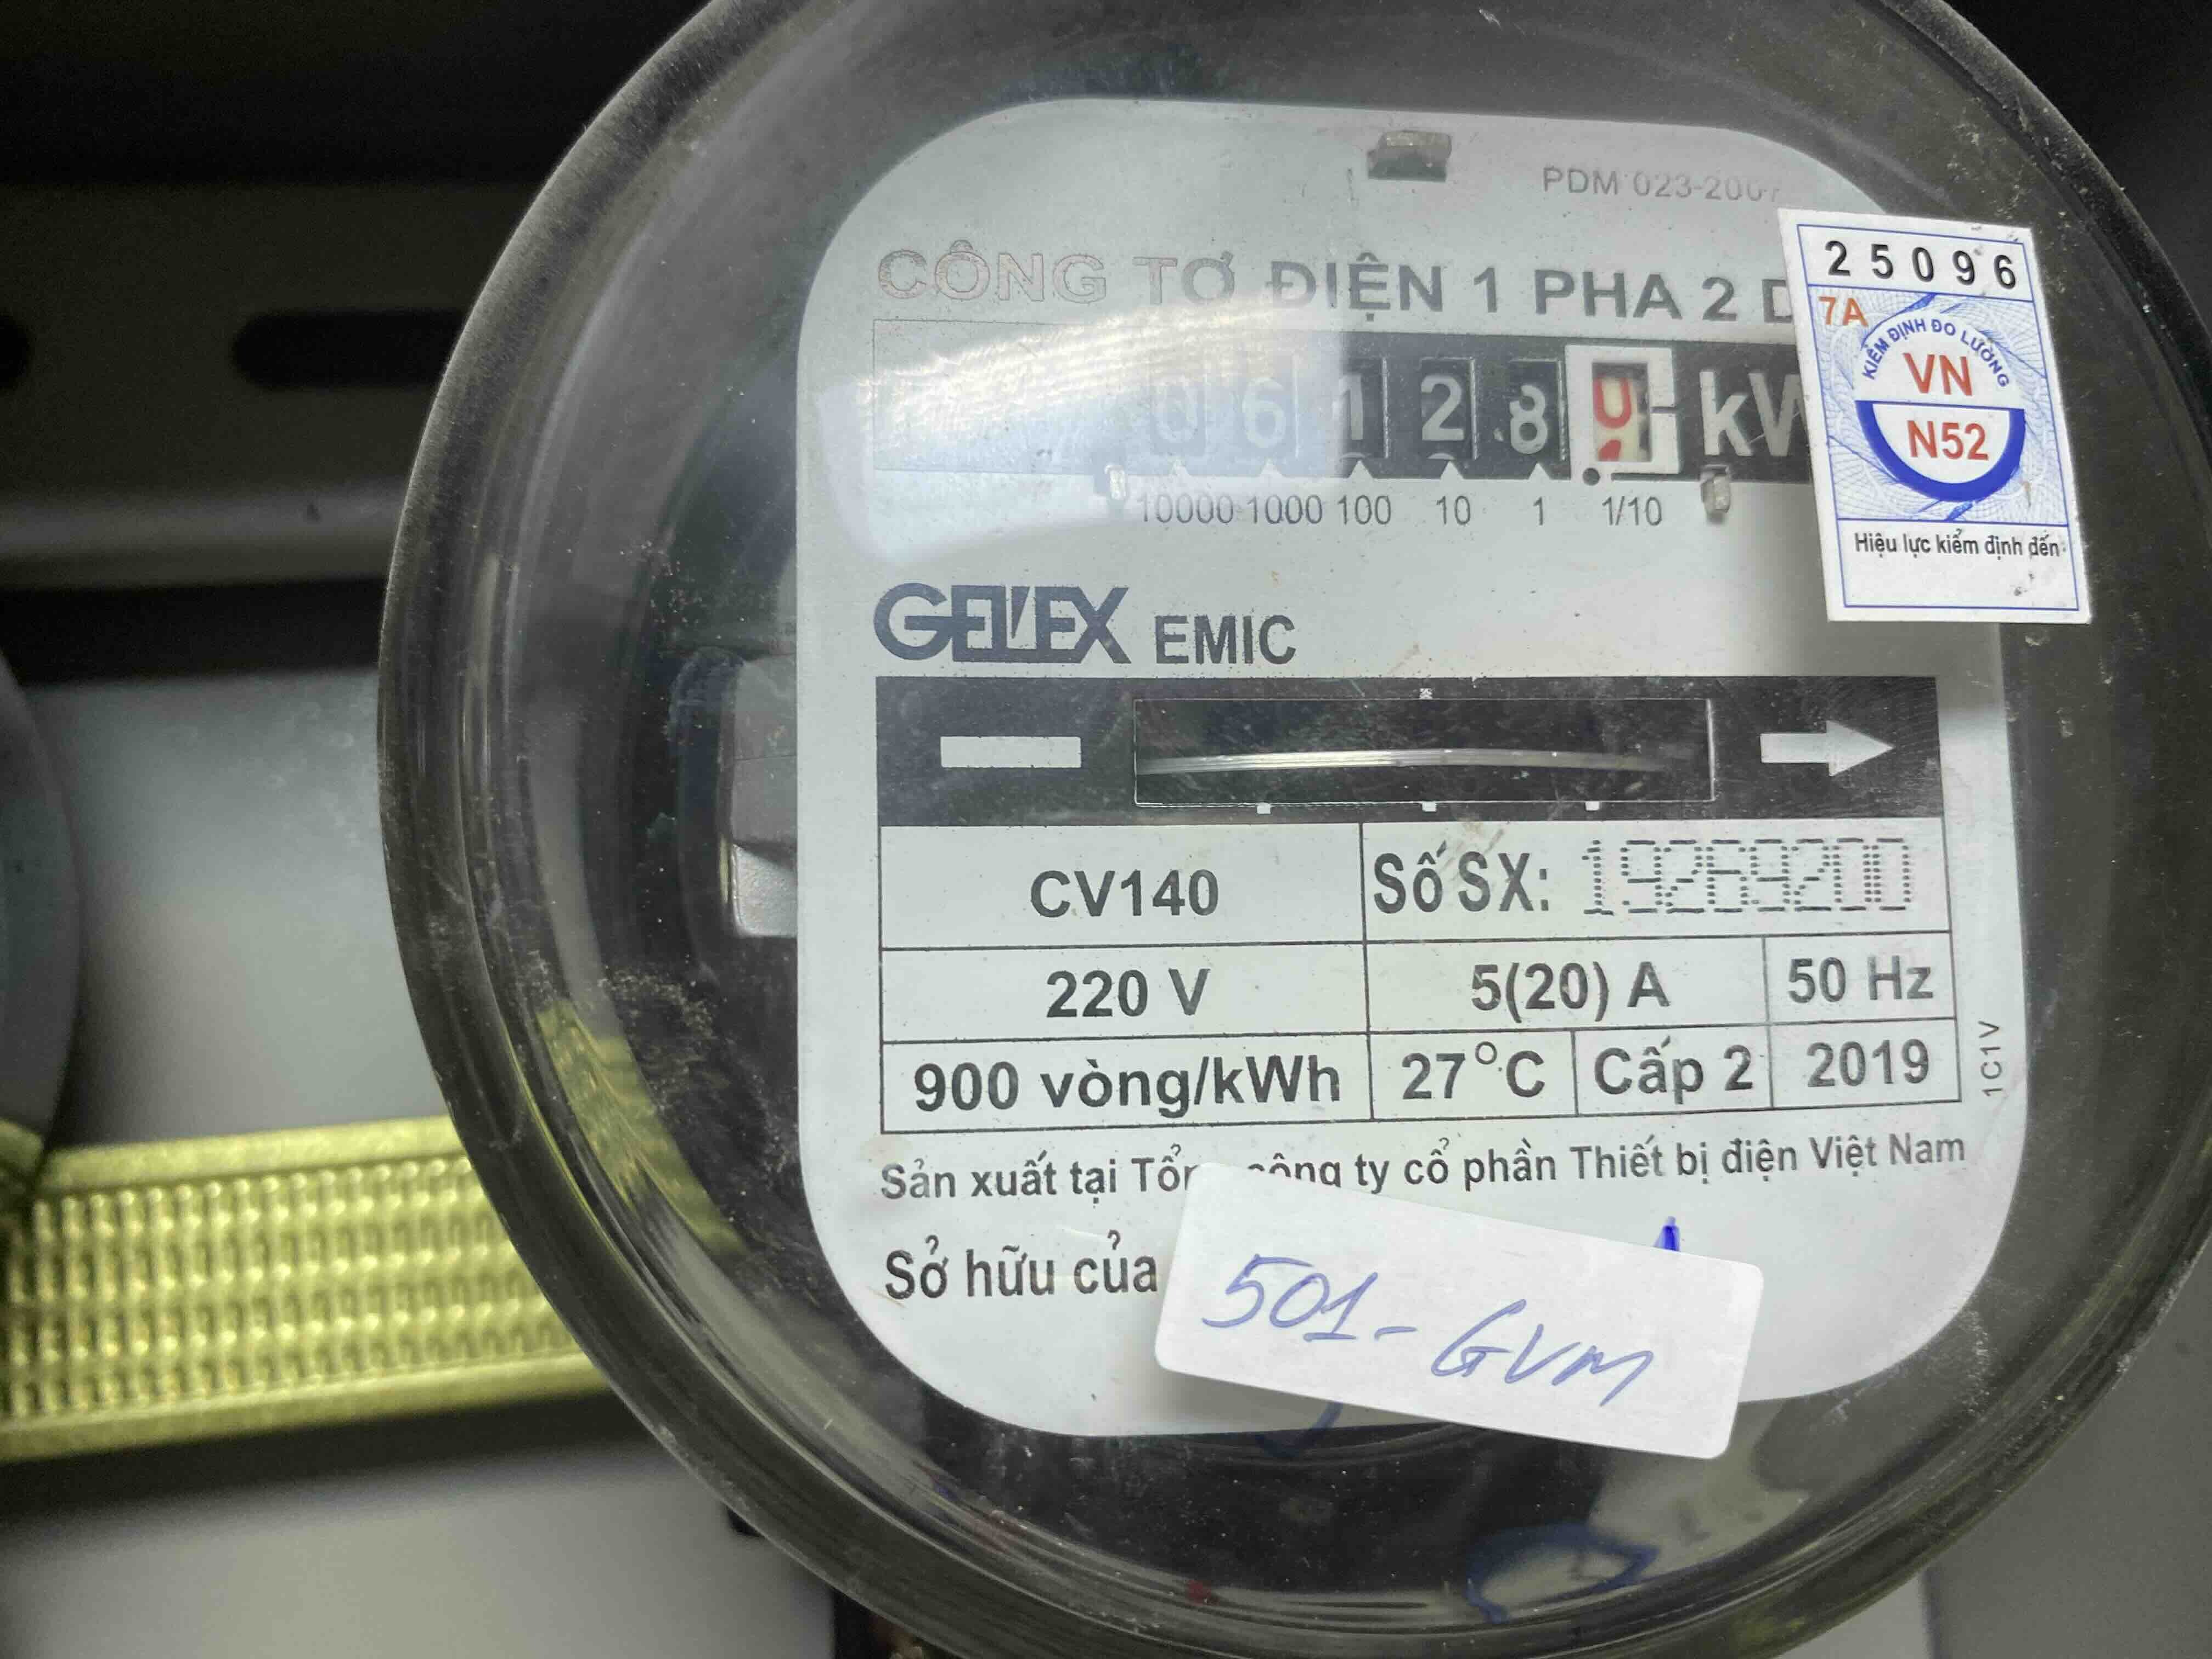 PDM 023-2007
CÔNG TƠ ĐIỆN 1 PHA 2
25096
7A
KIỂM ĐỊNH ĐO LƯỜNG
VN
N52
Hiệu lực kiểm định đến:
06128
10000 1000 100 10 1 1/10
GELEX EMIC
CV140 Số SX: 19269200
220 V 5(20) A 50 Hz
900 vòng/kWh 27°C Cấp 2 2019
1C1V
Sản xuất tại ty cổ phần Thiết bị điện Việt Nam
Sở hữu của
501-GVM